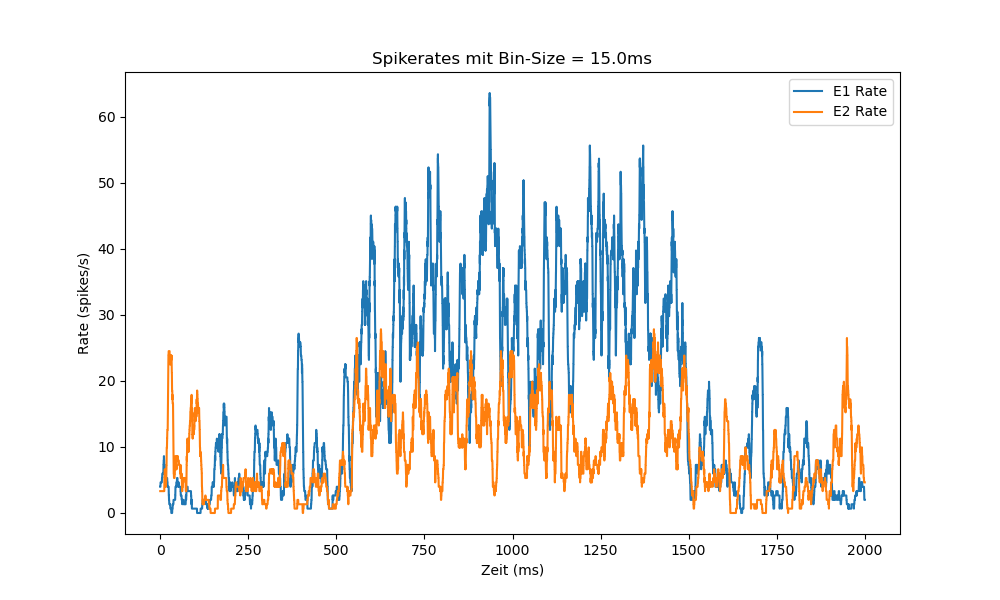 Spikerates mit Bin-Size = 15.0ms
E1 Rate
E2 Rate
Rate (spikes/s)
60
50
40
30
20
10
0
0 250 500 750 1000 1250 1500 1750 2000
Zeit (ms)